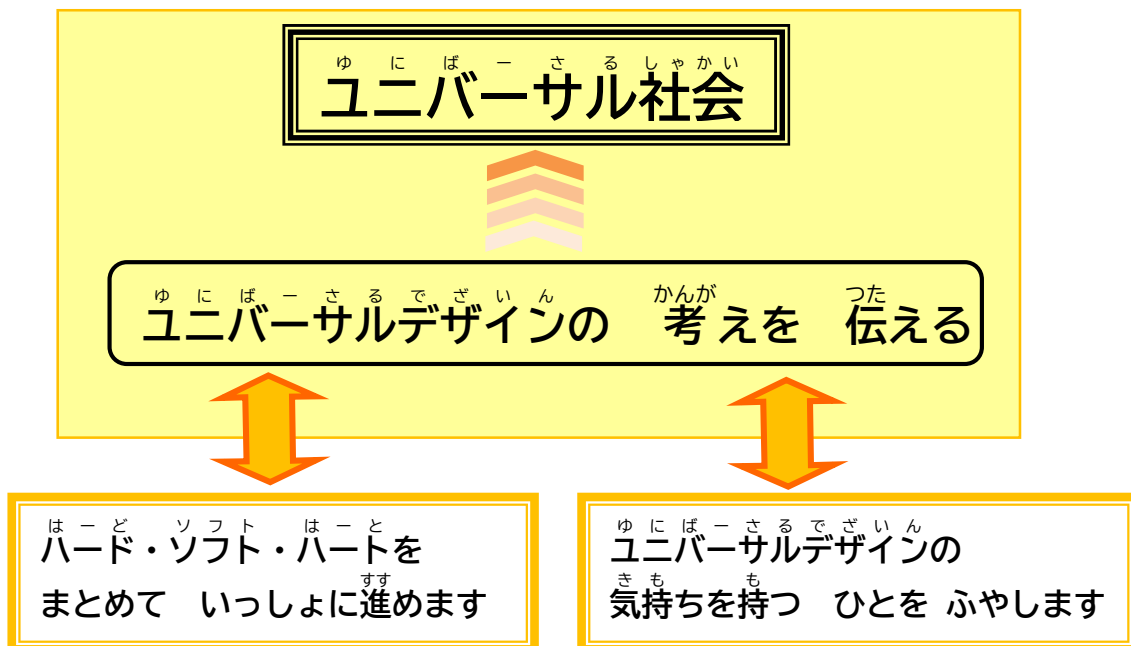 ゆにばーさるしゃかい
ユニバーサル社会
ゆにばーさるでざいん かんが つた
ユニバーサルデザインの 考えを 伝える
はーど ソフト はーと
ハード・ソフト・ハートを
すす
まとめて いっしょに進めます
ゆにばーさるでざいん
ユニバーサルデザインの
きも も
気持ちを持つ ひとを ふやします